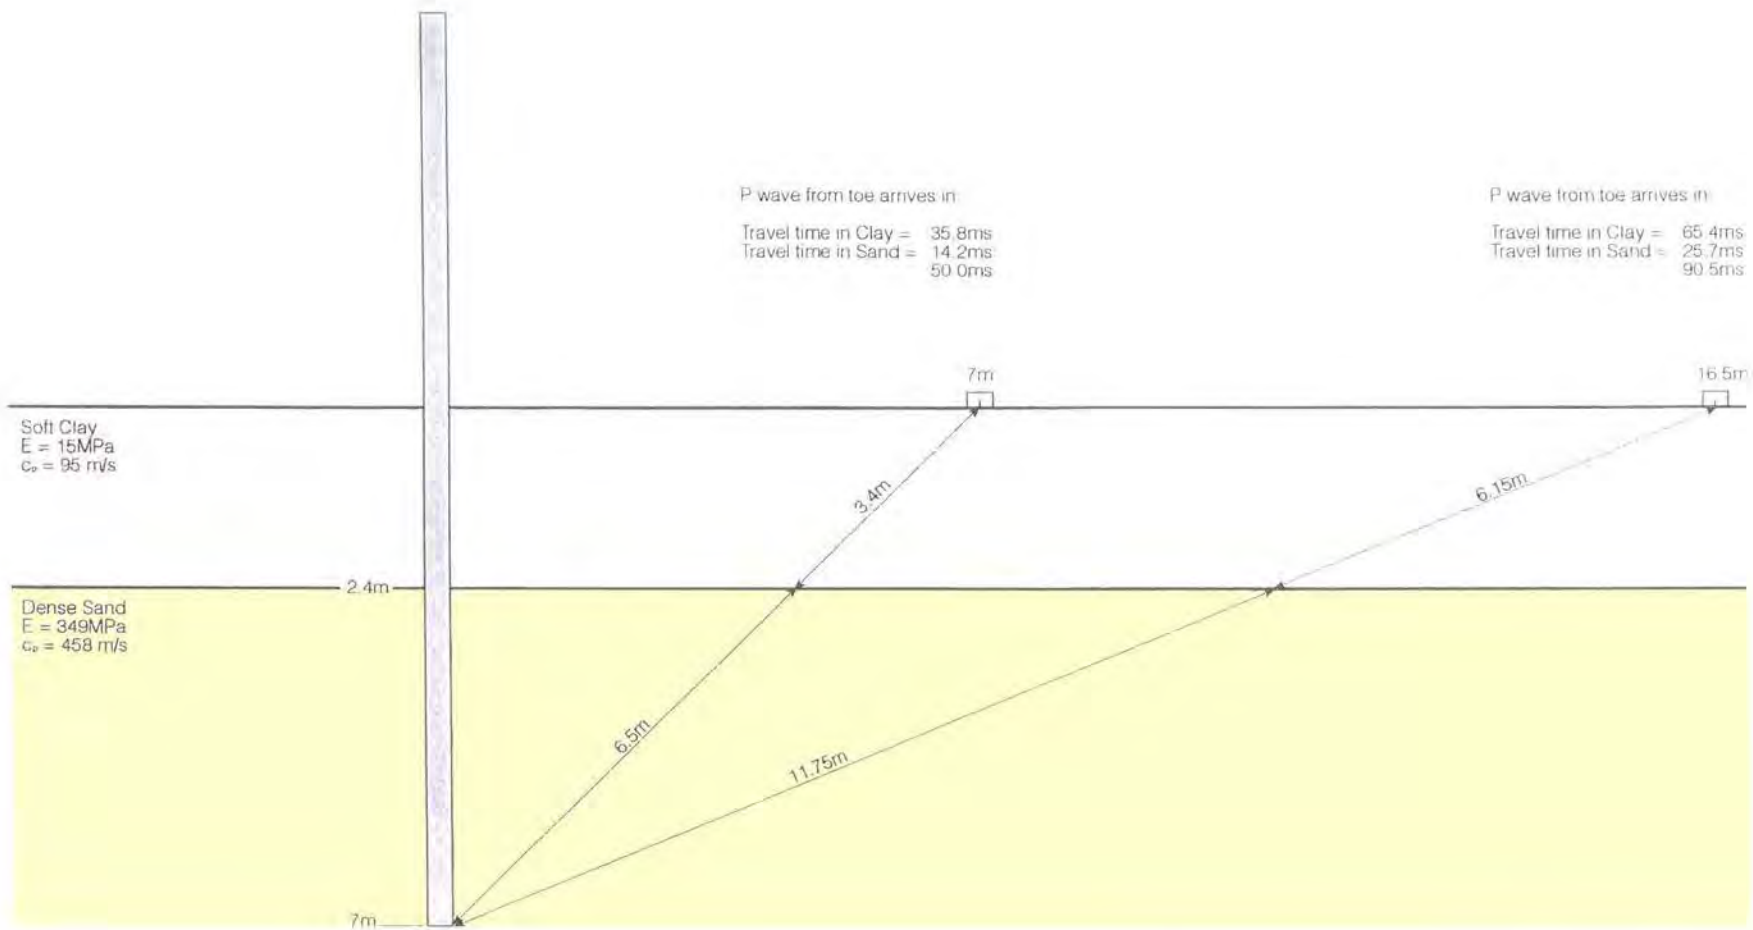 P wave from toe arrives in
Travel time in Clay = 35.8ms
Travel time in Sand = 14.2ms
50.0ms
P wave from toe arrives in
Travel time in Clay = 65.4ms
Travel time in Sand = 25.7ms
90.5ms
7m
16.5m
Soft Clay
E = 15MPa
cₚ = 95 m/s
3.4m
6.15m
2.4m
Dense Sand
E = 349MPa
cₚ = 458 m/s
6.5m
11.75m
7m